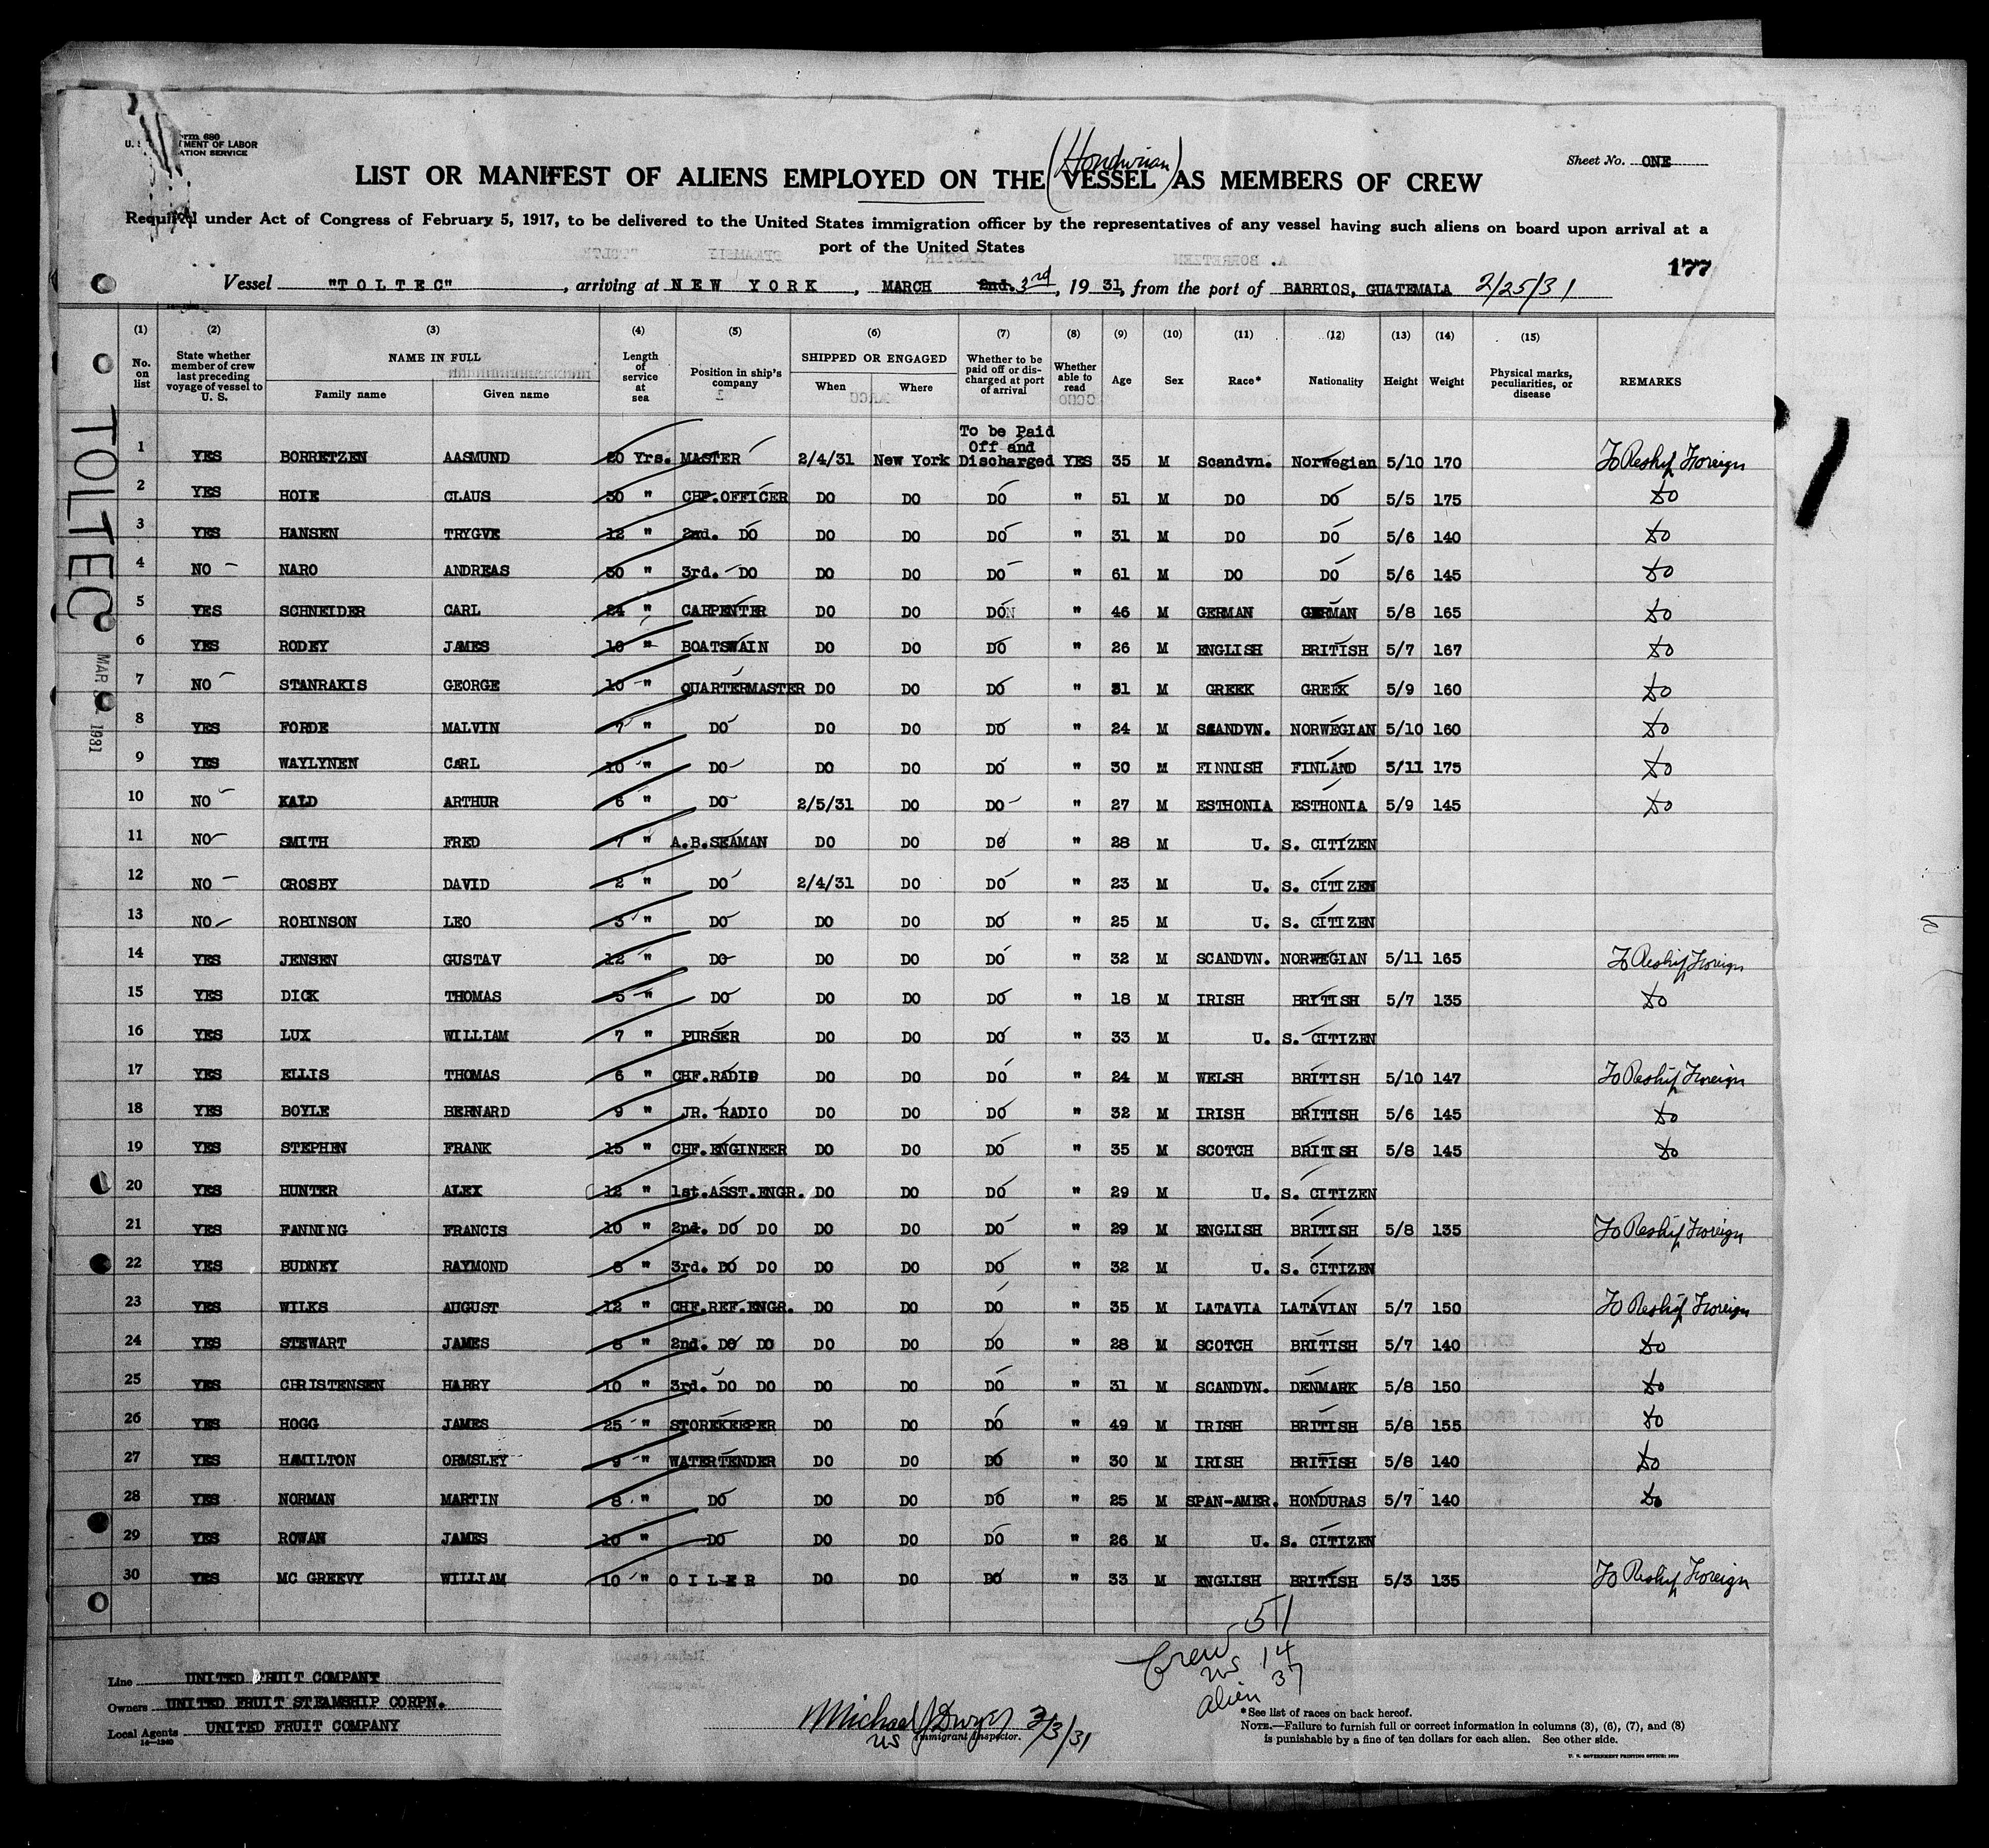 Form 680
U. S. DEPARTMENT OF LABOR
IMMIGRATION SERVICE
Sheet No. ONE
(Hondurian)
LIST OR MANIFEST OF ALIENS EMPLOYED ON THE VESSEL AS MEMBERS OF CREW
Required under Act of Congress of February 5, 1917, to be delivered to the United States immigration officer by the representatives of any vessel having such aliens on board upon arrival at a
port of the United States
177
Vessel "TOLTEC", arriving at NEW YORK, MARCH 2nd. 3rd, 1931, from the port of BARRIOS, GUATEMALA 2/25/31
(1) (2) (3) (4) (5) (6) (7) (8) (9) (10) (11) (12) (13) (14) (15)
No. on list | State whether member of crew last preceding voyage of vessel to U. S. | NAME IN FULL Family name Given name | Length of service at sea | Position in ship's company | SHIPPED OR ENGAGED When Where | Whether to be paid off or discharged at port of arrival | Whether able to read | Age | Sex | Race* | Nationality | Height | Weight | Physical marks, peculiarities, or disease | REMARKS
1 YES BORRETZEN AASMUND 20 Yrs. MASTER 2/4/31 New York To be Paid Off and Discharged YES 35 M Scandvn. Norwegian 5/10 170 To Reship Foreign
2 YES HOIE CLAUS 30 " CHF.OFFICER DO DO DO " 51 M DO DO 5/5 175 do
3 YES HANSEN TRYGVE 12 " 2nd. DO DO DO DO " 31 M DO DO 5/6 140 do
4 NO NARO ANDREAS 30 " 3rd. DO DO DO DO " 61 M DO DO 5/6 145 do
5 YES SCHNEIDER CARL 24 " CARPENTER DO DO DO " 46 M GERMAN GERMAN 5/8 165 do
6 YES RODEY JAMES 10 " BOATSWAIN DO DO DO " 26 M ENGLISH BRITISH 5/7 167 do
7 NO STANRAKIS GEORGE 10 " QUARTERMASTER DO DO DO " 31 M GREEK GREEK 5/9 160 do
8 YES FORDE MALVIN 7 " DO DO DO DO " 24 M SCANDVN. NORWEGIAN 5/10 160 do
9 YES WAYLYNEN CARL 10 " DO DO DO DO " 30 M FINNISH FINLAND 5/11 175 do
10 NO KALD ARTHUR 6 " DO 2/5/31 DO DO " 27 M ESTHONIA ESTHONIA 5/9 145 do
11 NO SMITH FRED 7 " A.B.SEAMAN DO DO DO " 28 M U. S. CITIZEN
12 NO CROSBY DAVID 2 " DO 2/4/31 DO DO " 23 M U. S. CITIZEN
13 NO ROBINSON LEO 3 " DO DO DO DO " 25 M U. S. CITIZEN
14 YES JENSEN GUSTAV 12 " DO DO DO DO " 32 M SCANDVN. NORWEGIAN 5/11 165 To Reship Foreign
15 YES DICK THOMAS 5 " DO DO DO DO " 18 M IRISH BRITISH 5/7 135 do
16 YES LUX WILLIAM 7 " PURSER DO DO DO " 33 M U. S. CITIZEN
17 YES ELLIS THOMAS 6 " CHF.RADIO DO DO DO " 24 M WELSH BRITISH 5/10 147 To Reship Foreign
18 YES BOYLE BERNARD 9 " JR. RADIO DO DO DO " 32 M IRISH BRITISH 5/6 145 do
19 YES STEPHEN FRANK 15 " CHF.ENGINEER DO DO DO " 35 M SCOTCH BRITISH 5/8 145 do
20 YES HUNTER ALEX 12 " 1st.ASST.ENGR. DO DO DO " 29 M U. S. CITIZEN
21 YES FANNING FRANCIS 10 " 2nd. DO DO DO DO DO " 29 M ENGLISH BRITISH 5/8 135 To Reship Foreign
22 YES BUDNEY RAYMOND 8 " 3rd. DO DO DO DO DO " 32 M U. S. CITIZEN
23 YES WILKS AUGUST 12 " CHF.REF.ENGR. DO DO DO " 35 M LATAVIA LATAVIAN 5/7 150 To Reship Foreign
24 YES STEWART JAMES 8 " 2nd. DO DO DO DO DO " 28 M SCOTCH BRITISH 5/7 140 do
25 YES CHRISTENSEN HARRY 10 " 3rd. DO DO DO DO DO " 31 M SCANDVN. DENMARK 5/8 150 do
26 YES HOGG JAMES 25 " STOREKEEPER DO DO DO " 49 M IRISH BRITISH 5/8 155 do
27 YES HAMILTON ORMSLEY 9 " WATERTENDER DO DO DO " 30 M IRISH BRITISH 5/8 140 do
28 YES NORMAN MARTIN 8 " DO DO DO DO " 25 M SPAN-AMER. HONDURAS 5/7 140 do
29 YES ROWAN JAMES 10 " DO DO DO DO " 26 M U. S. CITIZEN
30 YES MC GREEVY WILLIAM 10 " OILER DO DO DO " 33 M ENGLISH BRITISH 5/3 135 To Reship Foreign
TOLTEC
MAR 1931
Crew 51
US 14
alien 37
Line UNITED FRUIT COMPANY
Owners UNITED FRUIT STEAMSHIP CORPN.
Local Agents UNITED FRUIT COMPANY
14—1240
Michael J Dwyer 3/3/31
US Immigrant Inspector.
*See list of races on back hereof.
NOTE.—Failure to furnish full or correct information in columns (3), (6), (7), and (8)
is punishable by a fine of ten dollars for each alien. See other side.
U. S. GOVERNMENT PRINTING OFFICE: